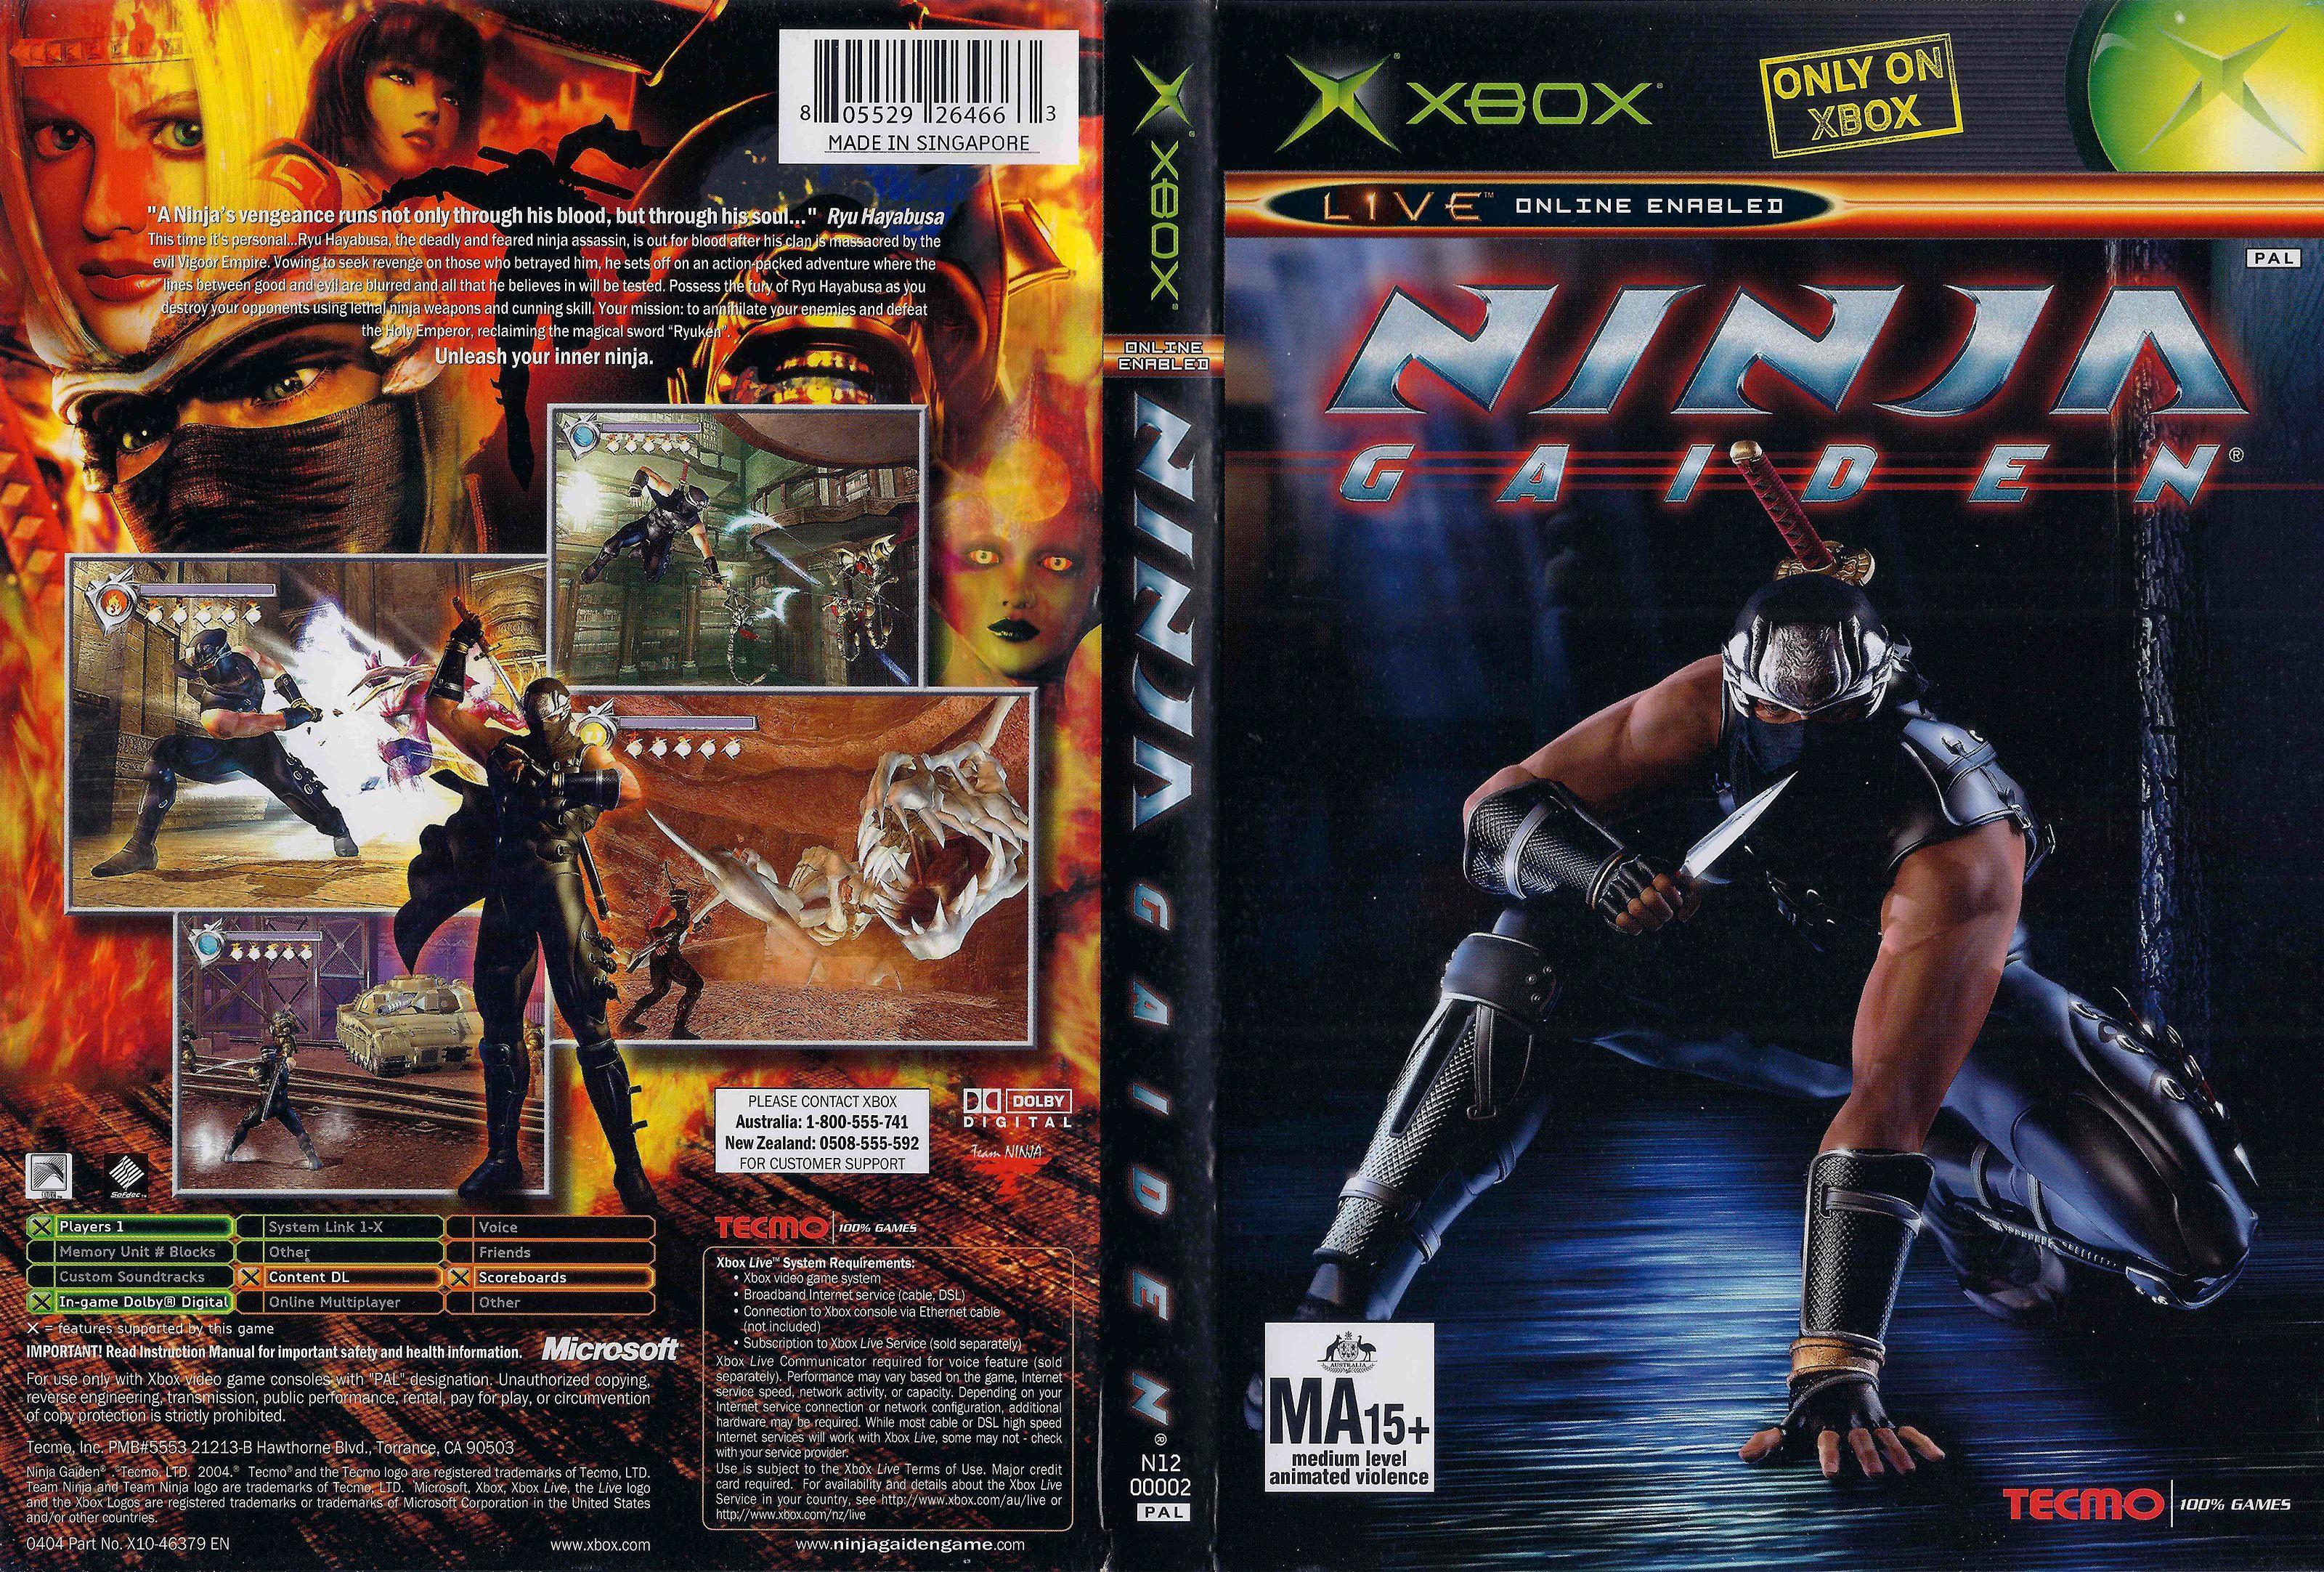 8 05529 26466 3
MADE IN SINGAPORE
"A Ninja's vengeance runs not only through his blood, but through his soul..." Ryu Hayabusa
This time it's personal...Ryu Hayabusa, the deadly and feared ninja assassin, is out for blood after his clan is massacred by the
evil Vigoor Empire. Vowing to seek revenge on those who betrayed him, he sets off on an action-packed adventure where the
lines between good and evil are blurred and all that he believes in will be tested. Possess the fury of Ryu Hayabusa as you
destroy your opponents using lethal ninja weapons and cunning skill. Your mission: to annihilate your enemies and defeat
the Holy Emperor, reclaiming the magical sword “Ryuken”.
Unleash your inner ninja.
PLEASE CONTACT XBOX
Australia: 1-800-555-741
New Zealand: 0508-555-592
FOR CUSTOMER SUPPORT
DOLBY
DIGITAL
Team NINJA
SofdecTM
Players 1
System Link 1-X
Voice
Memory Unit # Blocks
Other
Friends
Custom Soundtracks
X Content DL
X Scoreboards
X In-game Dolby® Digital
Online Multiplayer
Other
X = features supported by this game
IMPORTANT! Read Instruction Manual for important safety and health information.
Microsoft
For use only with Xbox video game consoles with "PAL" designation. Unauthorized copying,
reverse engineering, transmission, public performance, rental, pay for play, or circumvention
of copy protection is strictly prohibited.
Tecmo, Inc. PMB#5553 21213-B Hawthorne Blvd., Torrance, CA 90503
Ninja Gaiden® . -Tecmo, LTD. 2004.® Tecmo® and the Tecmo logo are registered trademarks of Tecmo, LTD.
Team Ninja and Team Ninja logo are trademarks of Tecmo, LTD. Microsoft, Xbox, Xbox Live, the Live logo
and the Xbox Logos are registered trademarks or trademarks of Microsoft Corporation in the United States
and/or other countries.
0404 Part No. X10-46379 EN
www.xbox.com
TECMO 100% GAMES
Xbox Live™ System Requirements:
• Xbox video game system
• Broadband Internet service (cable, DSL)
• Connection to Xbox console via Ethernet cable
(not included)
• Subscription to Xbox Live Service (sold separately)
Xbox Live Communicator required for voice feature (sold
separately). Performance may vary based on the game, Internet
service speed, network activity, or capacity. Depending on your
Internet service connection or network configuration, additional
hardware may be required. While most cable or DSL high speed
Internet services will work with Xbox Live, some may not - check
with your service provider.
Use is subject to the Xbox Live Terms of Use. Major credit
card required. For availability and details about the Xbox Live
Service in your country, see http://www.xbox.com/au/live or
http://www.xbox.com/nz/live
www.ninjagaidengame.com
XBOX®
ONLINE
ENABLED
NINJA GAIDEN®
N12
00002
PAL
XBOX®
ONLY ON
XBOX
LIVE™ ONLINE ENABLED
PAL
NINJA
GAIDEN®
AUSTRALIA
MA15+
medium level
animated violence
TECMO 100% GAMES